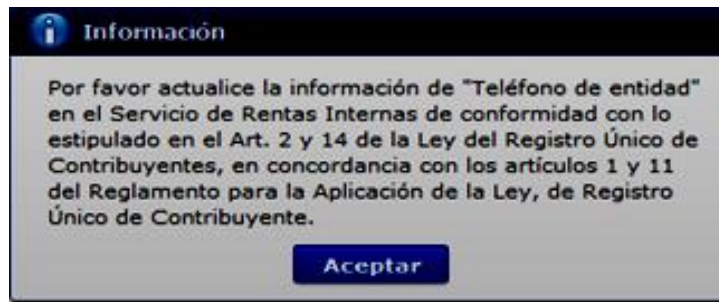 Información
Por favor actualice la información de "Teléfono de entidad"
en el Servicio de Rentas Internas de conformidad con lo
estipulado en el Art. 2 y 14 de la Ley del Registro Único de
Contribuyentes, en concordancia con los artículos 1 y 11
del Reglamento para la Aplicación de la Ley, de Registro
Único de Contribuyente.
Aceptar